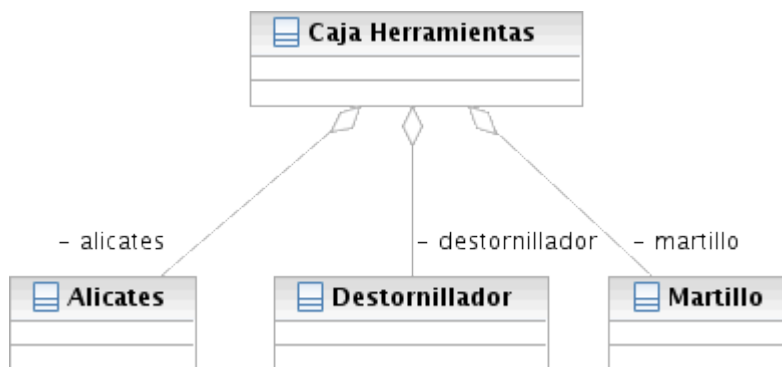 Caja Herramientas
- alicates
- destornillador
- martillo
Alicates
Destornillador
Martillo